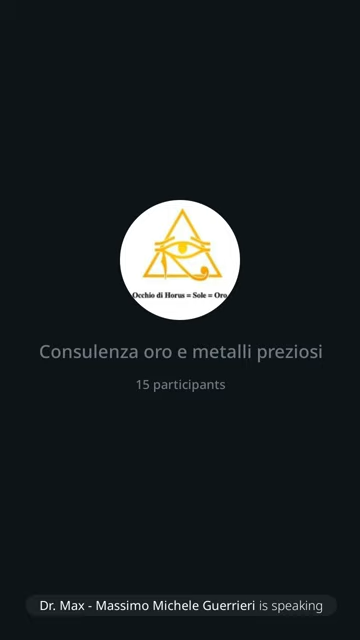 Occhio di Horus = Sole = Oro
Consulenza oro e metalli preziosi
15 participants
Dr. Max - Massimo Michele Guerrieri is speaking